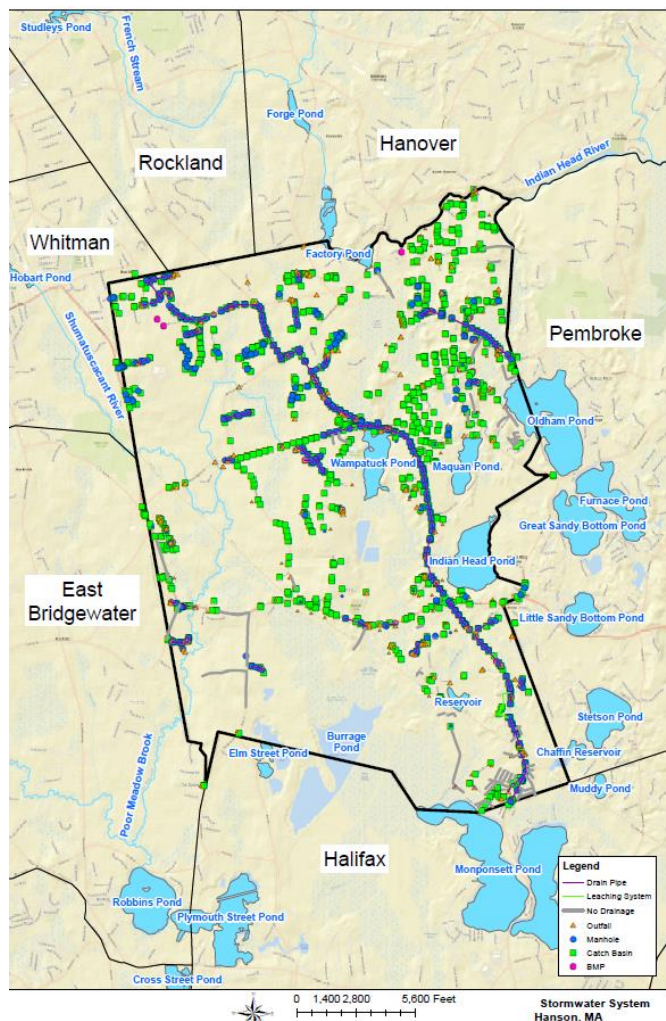 Studleys Pond
French Stream
Forge Pond
Hanover
Rockland
Indian Head River
Whitman
Factory Pond
Hobart Pond
Shumatuscacant River
Pembroke
Oldham Pond
Wampatuck Pond
Maquan Pond
Furnace Pond
Great Sandy Bottom Pond
Indian Head Pond
East
Bridgewater
Little Sandy Bottom Pond
Reservoir
Stetson Pond
Burrage
Pond
Chaffin Reservoir
Elm Street Pond
Muddy Pond
Poor Meadow Brook
Halifax
Monponsett Pond
Robbins Pond
Plymouth Street Pond
Cross Street Pond
Legend
Drain Pipe
Leaching System
No Drainage
Outfall
Manhole
Catch Basin
BMP
0 1,400 2,800 5,600 Feet
Stormwater System
Hanson, MA